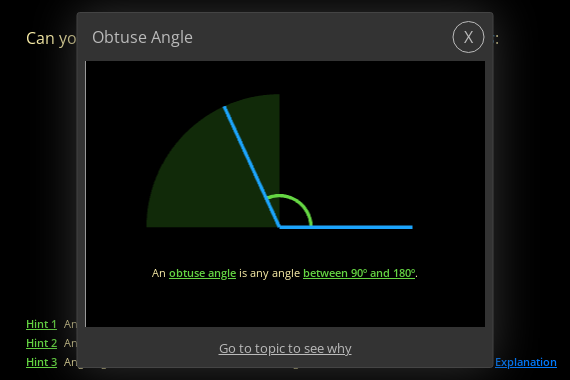 Can yo
Obtuse Angle
X
An obtuse angle is any angle between 90º and 180º.
Hint 1 An
Hint 2 An
Hint 3
Explanation
Go to topic to see why